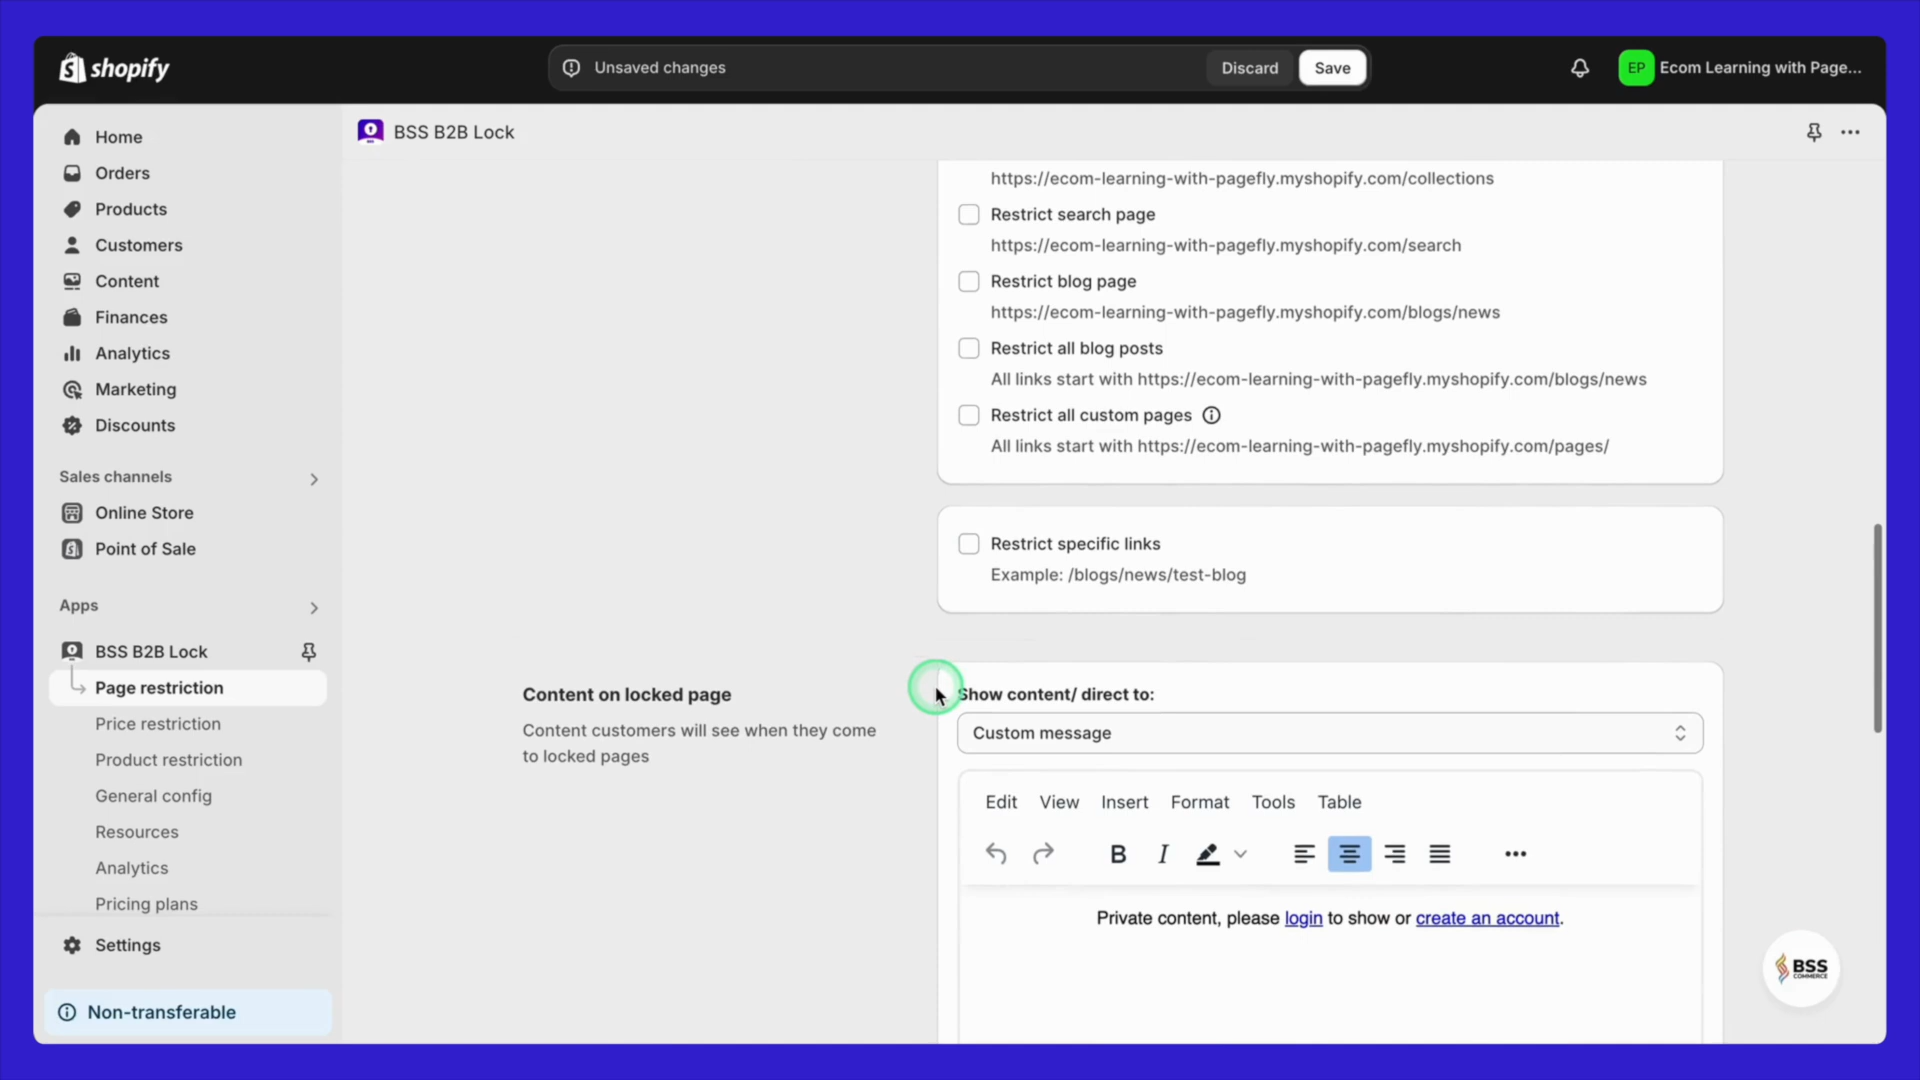 shopify
Unsaved changes
Discard
Save
EP
Ecom Learning with Page...
Home
Orders
Products
Customers
Content
Finances
Analytics
Marketing
Discounts
Sales channels
Online Store
Point of Sale
Apps
BSS B2B Lock
Page restriction
Price restriction
Product restriction
General config
Resources
Analytics
Pricing plans
Settings
Non-transferable
BSS B2B Lock
https://ecom-learning-with-pagefly.myshopify.com/collections
Restrict search page
https://ecom-learning-with-pagefly.myshopify.com/search
Restrict blog page
https://ecom-learning-with-pagefly.myshopify.com/blogs/news
Restrict all blog posts
All links start with https://ecom-learning-with-pagefly.myshopify.com/blogs/news
Restrict all custom pages
All links start with https://ecom-learning-with-pagefly.myshopify.com/pages/
Restrict specific links
Example: /blogs/news/test-blog
Content on locked page
Content customers will see when they come
to locked pages
Show content/ direct to:
Custom message
Edit View Insert Format Tools Table
B I
Private content, please login to show or create an account.
BSS
COMMERCE